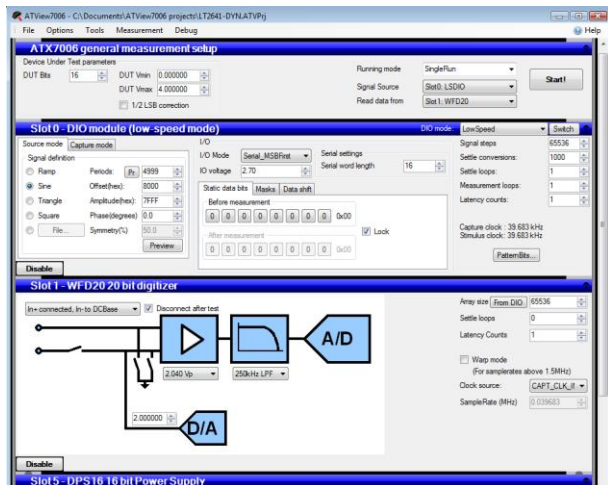 ATView7006 - C:\Documents\ATView7006 projects\LT2641-DYN.ATVPrj
File Options Tools Measurement Debug Help
ATX7006 general measurement setup
Device Under Test parameters
DUT Bits 16 DUT Vmin 0.000000
DUT Vmax 4.000000
1/2 LSB correction
Running mode SingleRun
Signal Source Slot0: LSDIO
Read data from Slot1: WFD20
Start!
Slot 0 - DIO module (low-speed mode)
DIO mode: LowSpeed Switch
Source mode Capture mode
Signal definition
Ramp Periods: Pr 4999
Sine Offset(hex): 8000
Triangle Amplitude(hex): 7FFF
Square Phase(degrees) 0.0
File... Symmetry(%) 50.0
Preview
I/O
I/O Mode Serial_MSBFirst
IO voltage 2.70
Serial settings
Serial word length 16
Static data bits Masks Data shift
Before measurement
0 0 0 0 0 0 0 0 0x00
After measurement
0 0 0 0 0 0 0 0 0x00
Lock
Signal steps 65536
Settle conversions: 1000
Settle loops: 1
Measurement loops: 1
Latency counts: 1
Capture clock : 39.683 kHz
Stimulus clock: 39.683 kHz
PatternBits...
Disable
Slot 1 - WFD20 20 bit digitizer
In+ connected, In- to DCBase Disconnect after test
2.040 Vp
250kHz LPF
A/D
2.000000
D/A
Array size From DIO 65536
Settle loops 0
Latency Counts 1
Warp mode
(For samplerates above 1.5MHz)
Clock source: CAPT_CLK_I
SampleRate (MHz) 0.039683
Disable
Slot 5 - DPS16 16 bit Power Supply